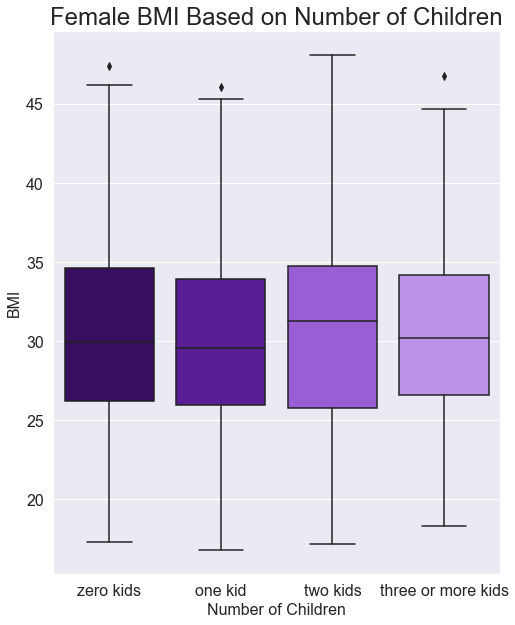 Female BMI Based on Number of Children
BMI
45
40
35
30
25
20
zero kids
one kid
two kids
three or more kids
Number of Children